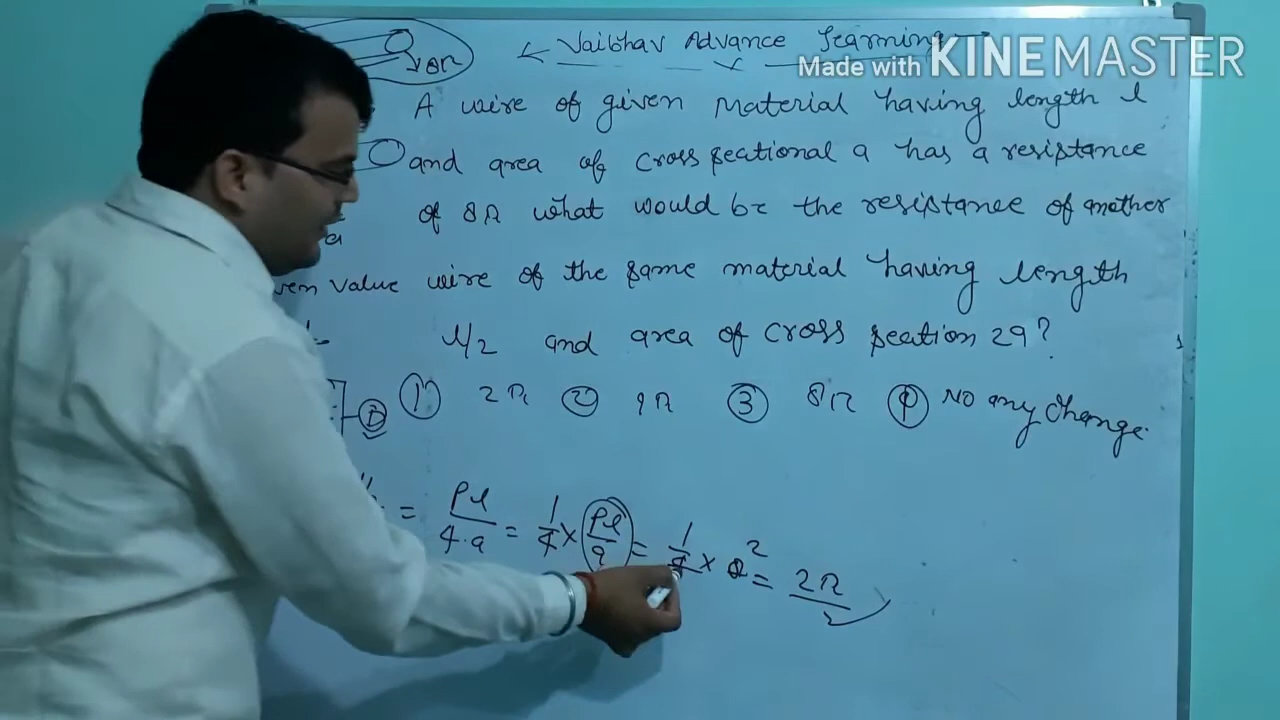 Made with KINEMASTER
Vaibhav Advance Learning
8Ω
A wire of given Material having length l
and area of cross sectional a has a resistance
of 8Ω what would be the resistance of another
value wire of the same material having length
l/2 and area of cross section 2a?
① 2Ω ② 9Ω ③ 8Ω ④ No any change.
= ρl/4·a = 1/4 × ρl/a = 1/4 × 8 2 = 2Ω